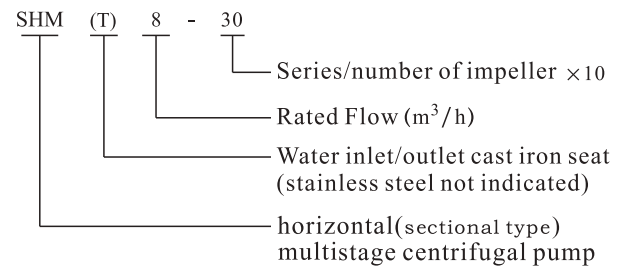 SHM (T) 8 - 30
Series/number of impeller ×10
Rated Flow (m³/h)
Water inlet/outlet cast iron seat
(stainless steel not indicated)
horizontal(sectional type)
multistage centrifugal pump